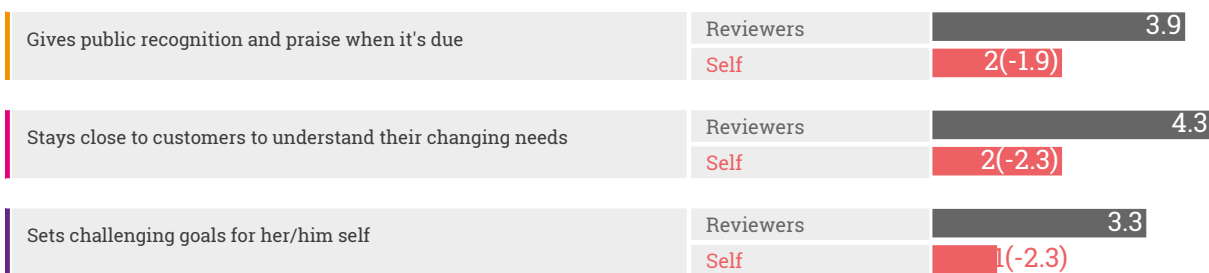 Gives public recognition and praise when it's due
Reviewers
3.9
Self
2(-1.9)
Stays close to customers to understand their changing needs
Reviewers
4.3
Self
2(-2.3)
Sets challenging goals for her/him self
Reviewers
3.3
Self
1(-2.3)